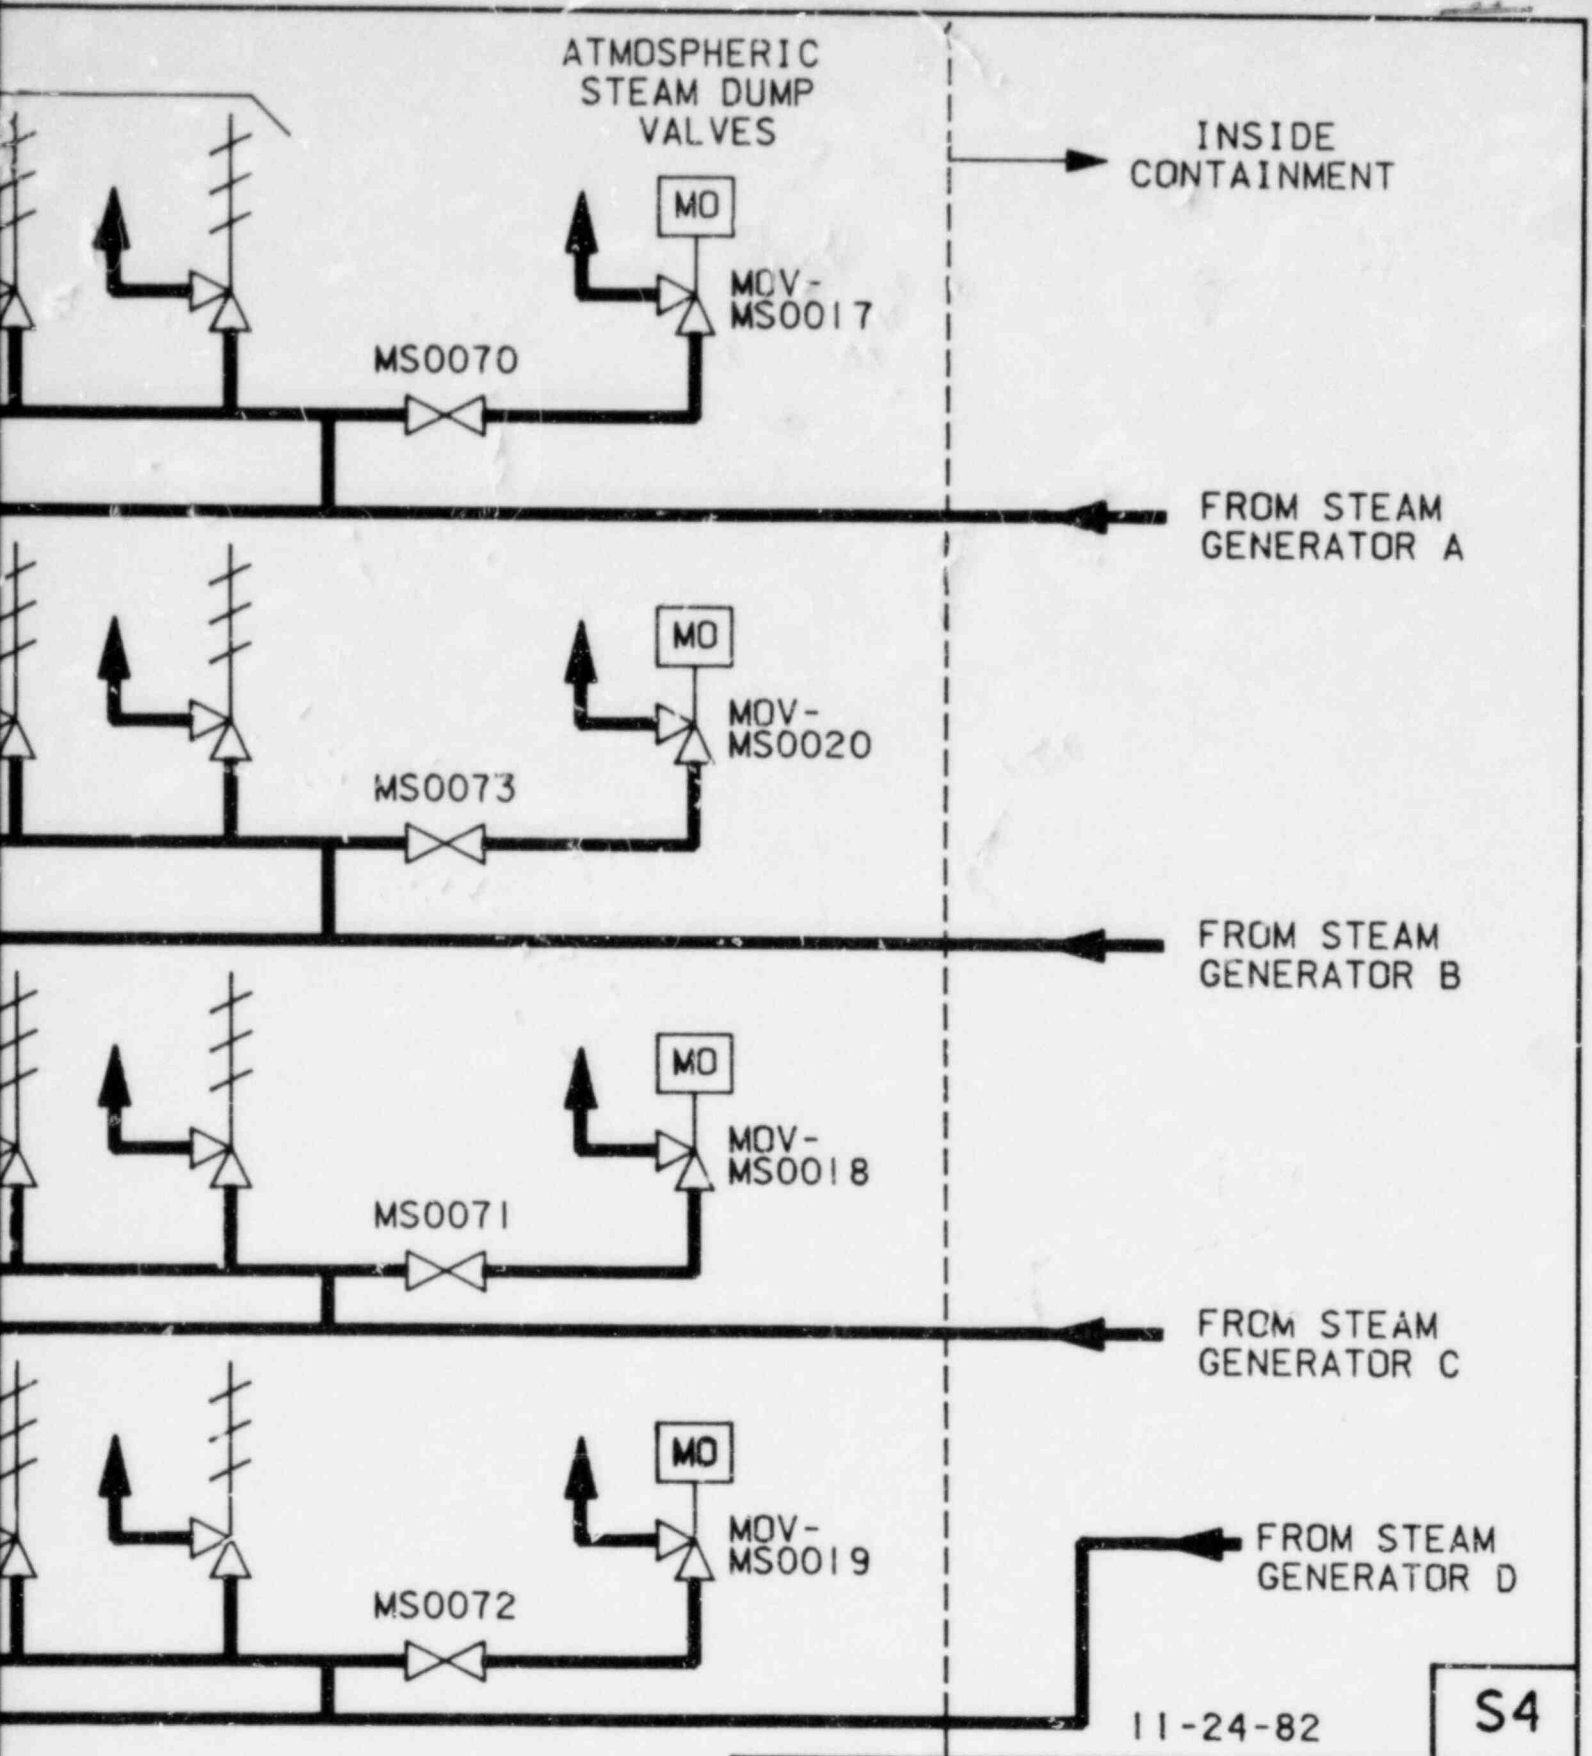 ATMOSPHERIC
STEAM DUMP
VALVES
INSIDE
CONTAINMENT
MO
MOV-
MS0017
MS0070
FROM STEAM
GENERATOR A
MO
MOV-
MS0020
MS0073
FROM STEAM
GENERATOR B
MO
MOV-
MS0018
MS0071
FROM STEAM
GENERATOR C
MO
MOV-
MS0019
MS0072
FROM STEAM
GENERATOR D
11-24-82
S4